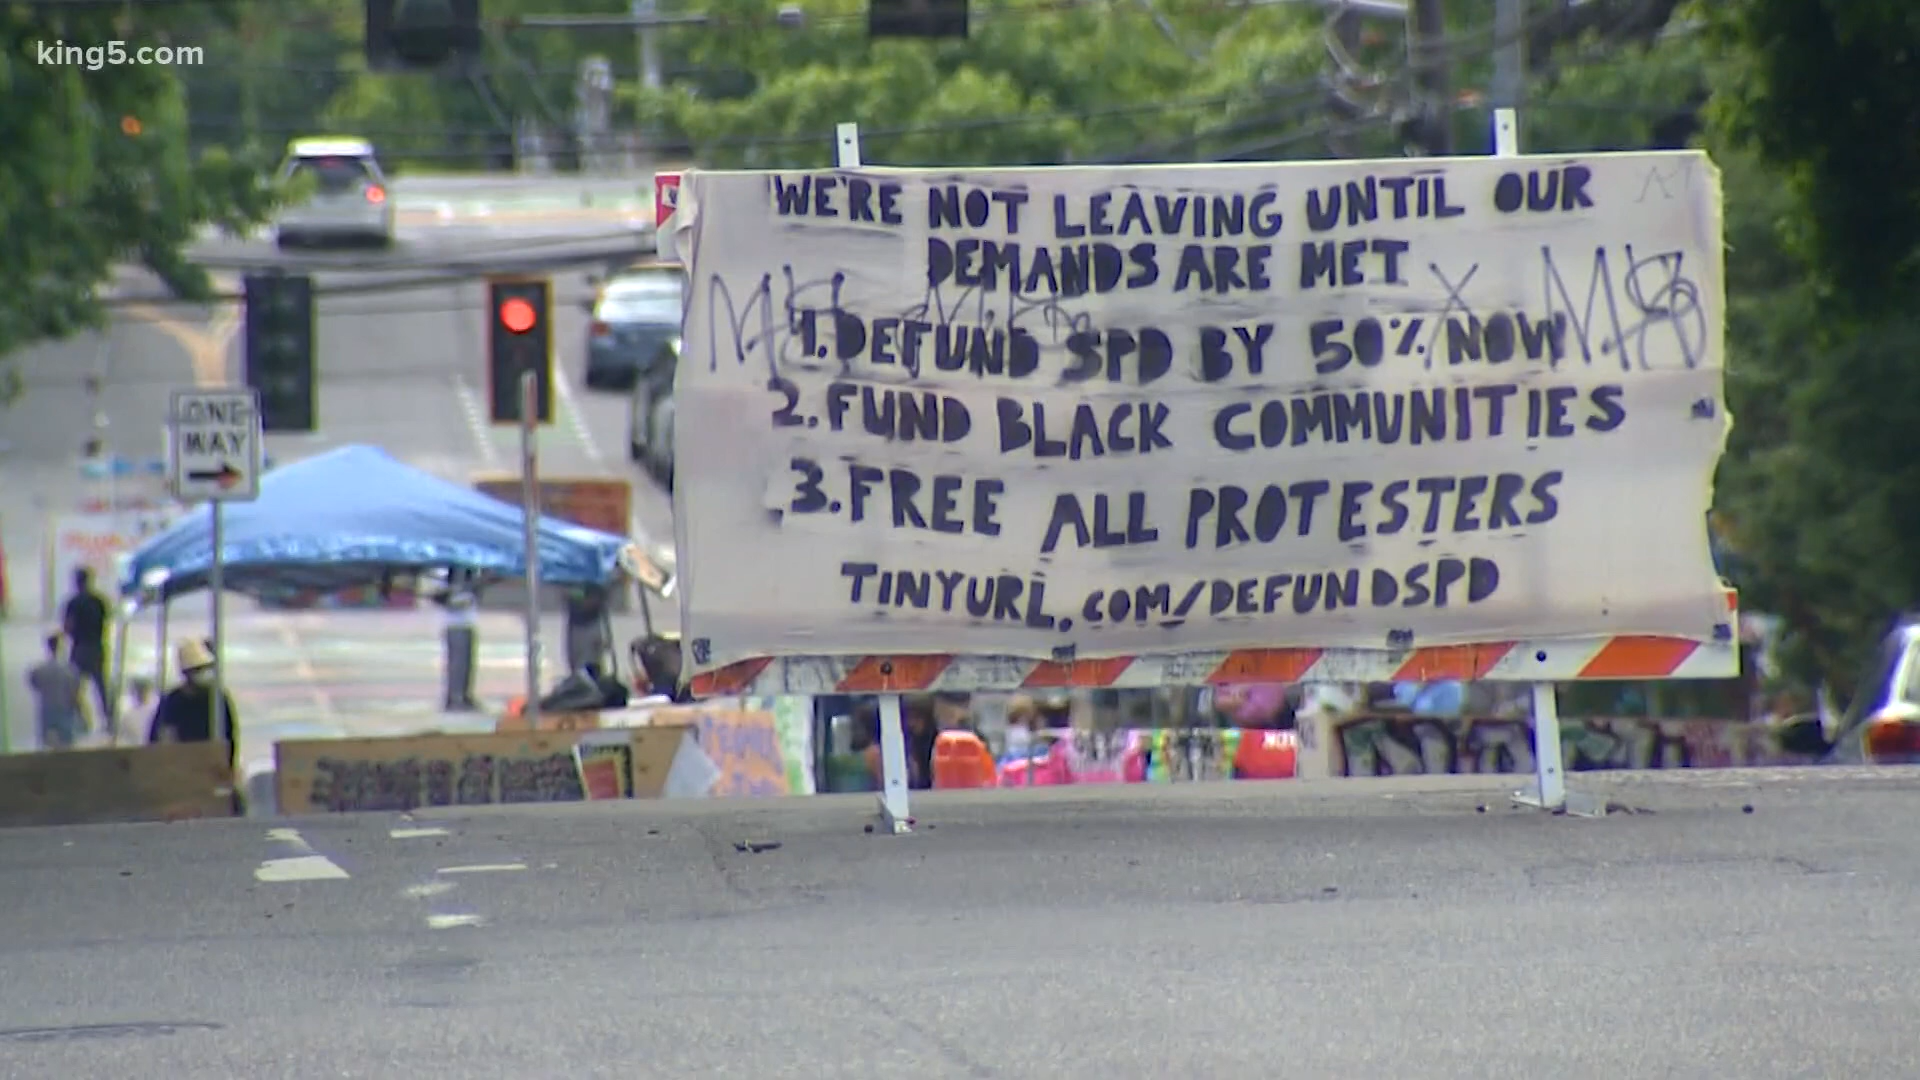 king5.com
WE'RE NOT LEAVING UNTIL OUR
DEMANDS ARE MET
1. DEFUND SPD BY 50% NOW
2. FUND BLACK COMMUNITIES
3. FREE ALL PROTESTERS
TINYURL.COM/DEFUNDSPD
ONE
WAY